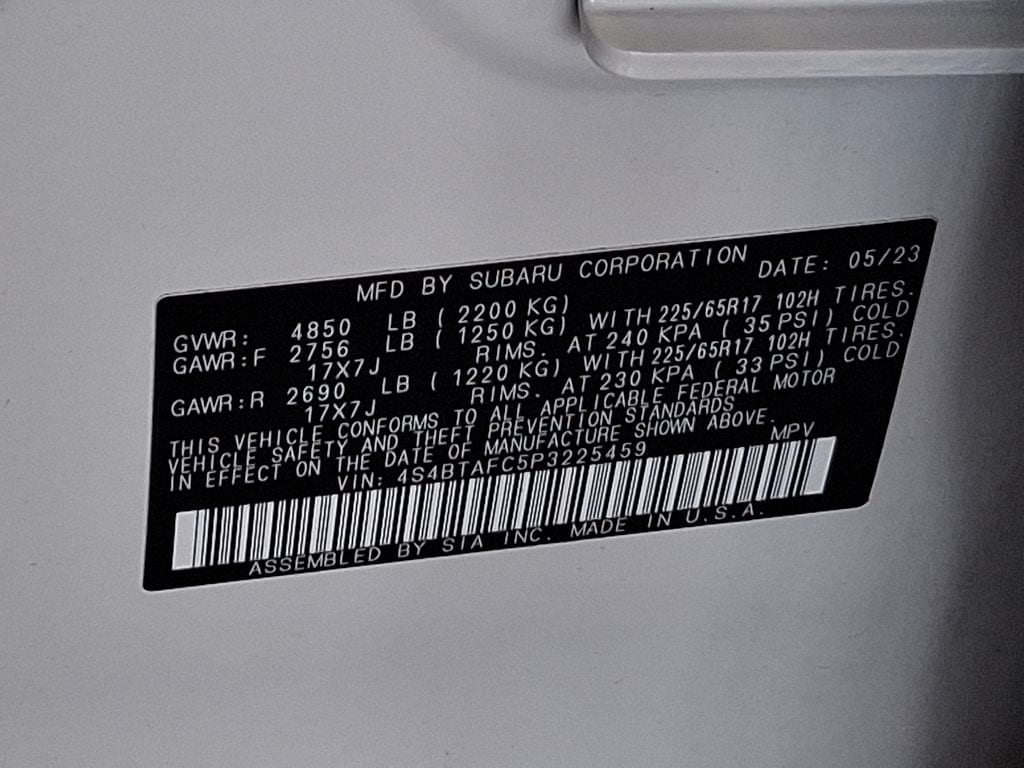 MFD BY SUBARU CORPORATION
DATE: 05/23
GVWR: 4850 LB ( 2200 KG)
GAWR:F 2756 LB ( 1250 KG) WITH 225/65R17 102H TIRES.
17X7J RIMS. AT 240 KPA ( 35 PSI) COLD
GAWR:R 2690 LB ( 1220 KG) WITH 225/65R17 102H TIRES.
17X7J RIMS. AT 230 KPA ( 33 PSI) COLD
THIS VEHICLE CONFORMS TO ALL APPLICABLE FEDERAL MOTOR
VEHICLE SAFETY AND THEFT PREVENTION STANDARDS
IN EFFECT ON THE DATE OF MANUFACTURE SHOWN ABOVE.
VIN: 4S4BTAFC5P3225459 MPV
ASSEMBLED BY SIA INC. MADE IN U.S.A.